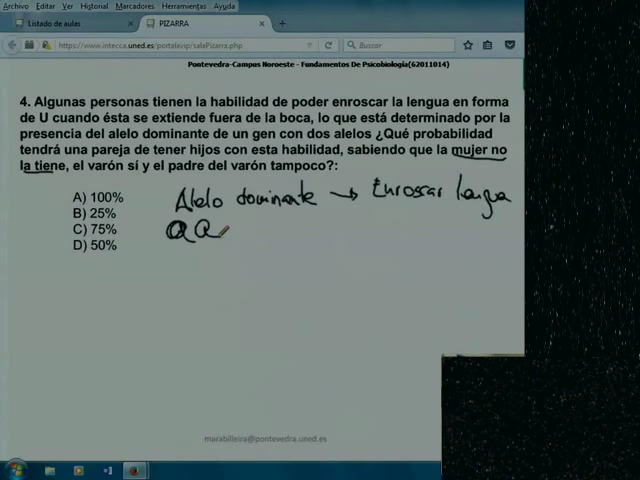 Archivo Editar Ver Historial Marcadores Herramientas Ayuda
Listado de aulas × PIZARRA × +
https://www.intecca.uned.es/portalavip/salaPizarra.php Buscar
Pontevedra-Campus Noroeste - Fundamentos De Psicobiología(62011014)
4. Algunas personas tienen la habilidad de poder enroscar la lengua en forma
de U cuando ésta se extiende fuera de la boca, lo que está determinado por la
presencia del alelo dominante de un gen con dos alelos ¿Qué probabilidad
tendrá una pareja de tener hijos con esta habilidad, sabiendo que la mujer no
la tiene, el varón sí y el padre del varón tampoco?:
A) 100%
B) 25%
C) 75%
D) 50%
Alelo dominante → Enroscar lengua
a a
marabilleira@pontevedra.uned.es